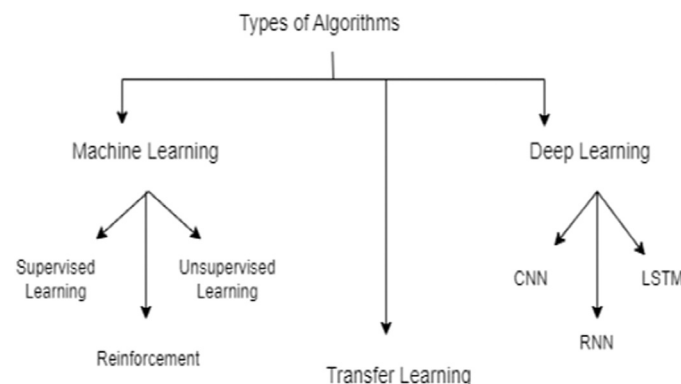 Types of Algorithms
Machine Learning
Deep Learning
Supervised
Learning
Unsupervised
Learning
CNN
LSTM
Reinforcement
RNN
Transfer Learning